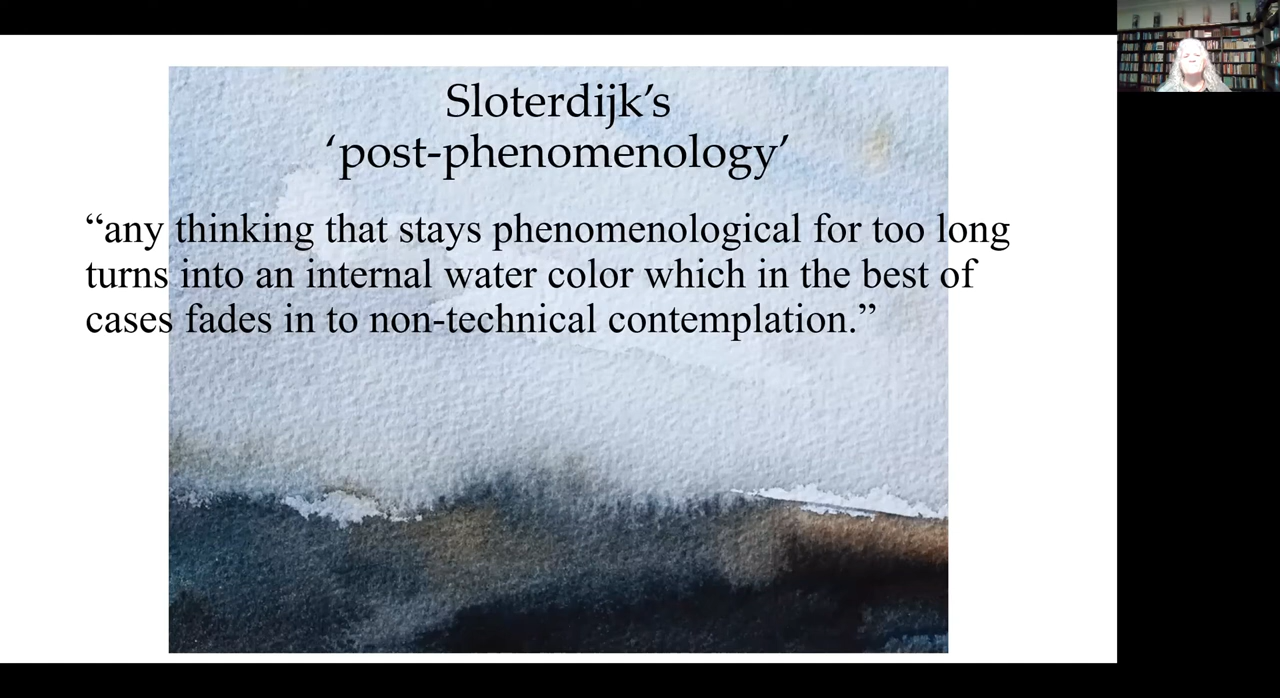 Sloterdijk’s
‘post-phenomenology’
“any thinking that stays phenomenological for too long
turns into an internal water color which in the best of
cases fades in to non-technical contemplation.”